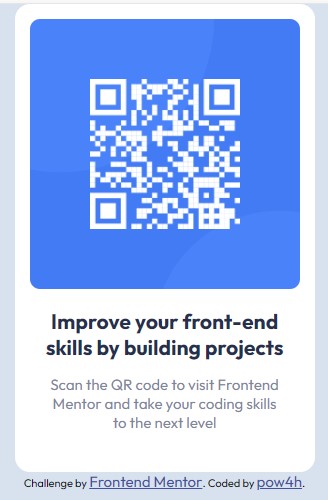 Improve your front-end
skills by building projects
Scan the QR code to visit Frontend
Mentor and take your coding skills
to the next level
Challenge by Frontend Mentor. Coded by pow4h.